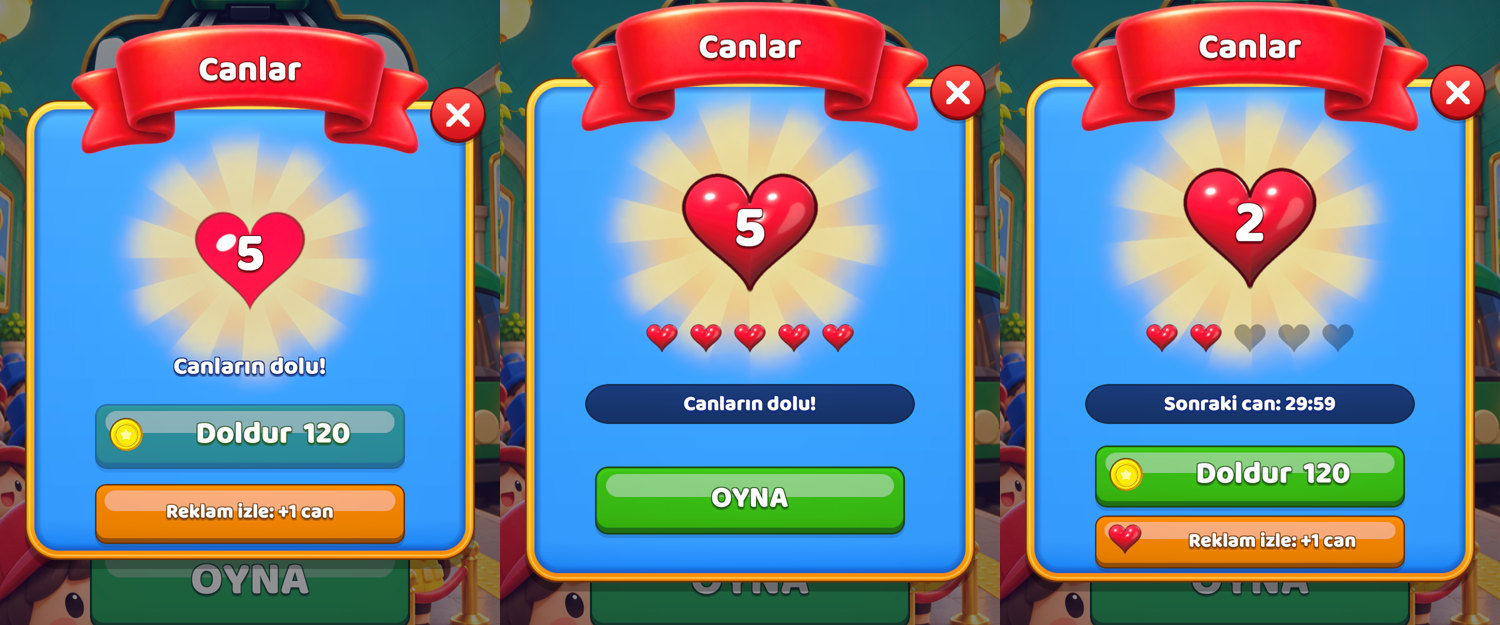 Canlar
5
Canların dolu!
Doldur 120
Reklam izle: +1 can
OYNA
Canlar
5
Canların dolu!
OYNA
OYNA
Canlar
2
Sonraki can: 29:59
Doldur 120
Reklam izle: +1 can
OYNA